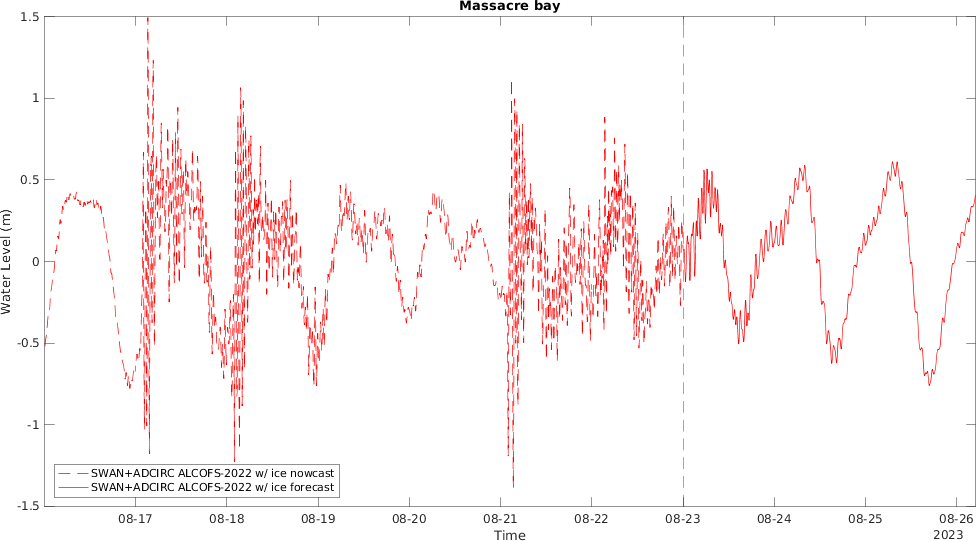 Massacre bay
1.5
1
0.5
0
-0.5
-1
-1.5
Water Level (m)
SWAN+ADCIRC ALCOFS-2022 w/ ice nowcast
SWAN+ADCIRC ALCOFS-2022 w/ ice forecast
08-17 08-18 08-19 08-20 08-21 08-22 08-23 08-24 08-25 08-26
Time
2023